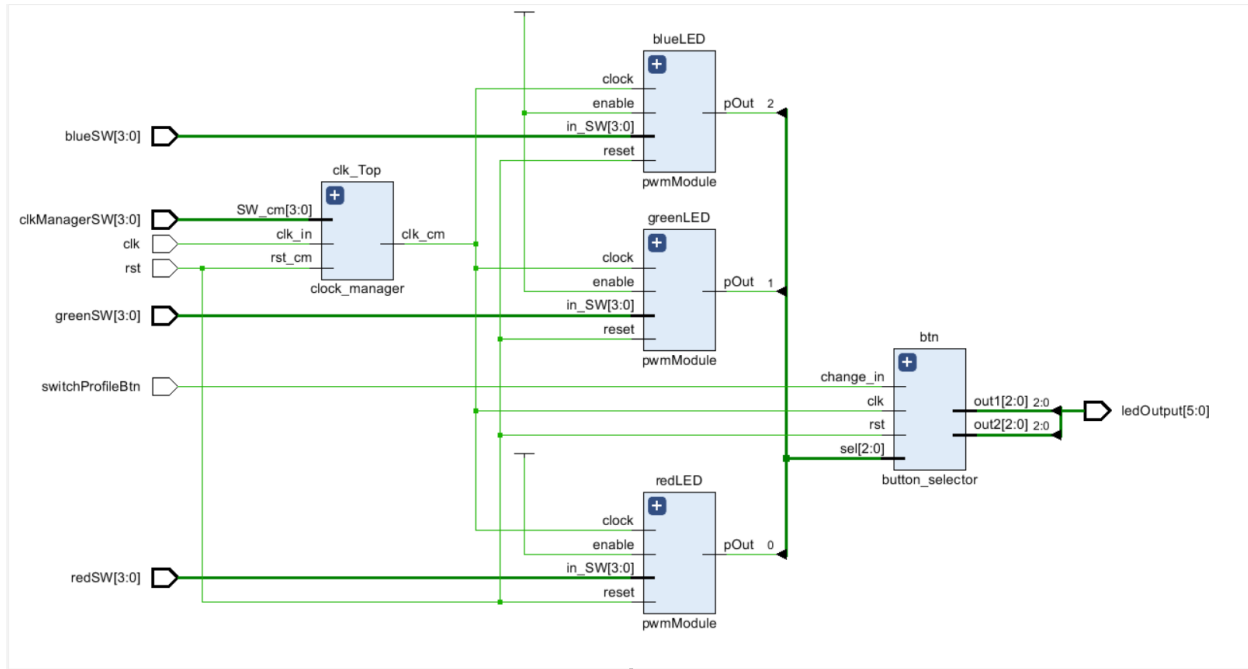 blueLED
clock
enable
in_SW[3:0]
reset
pOut 2
pwmModule
blueSW[3:0]
clk_Top
SW_cm[3:0]
clk_in
rst_cm
clk_cm
clock_manager
clkManagerSW[3:0]
clk
rst
greenLED
clock
enable
in_SW[3:0]
reset
pOut 1
pwmModule
greenSW[3:0]
switchProfileBtn
btn
change_in
clk
rst
sel[2:0]
out1[2:0] 2:0
out2[2:0] 2:0
button_selector
ledOutput[5:0]
redLED
clock
enable
in_SW[3:0]
reset
pOut 0
pwmModule
redSW[3:0]